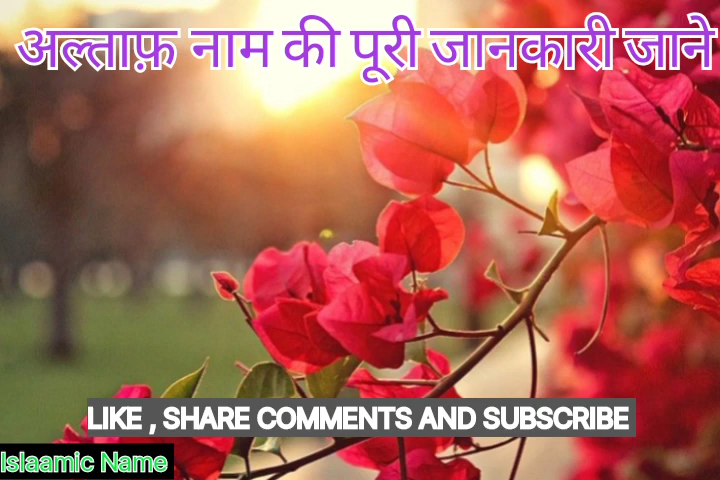 अल्ताफ़ नाम की पूरी जानकारी जाने
LIKE , SHARE COMMENTS AND SUBSCRIBE
Islaamic Name